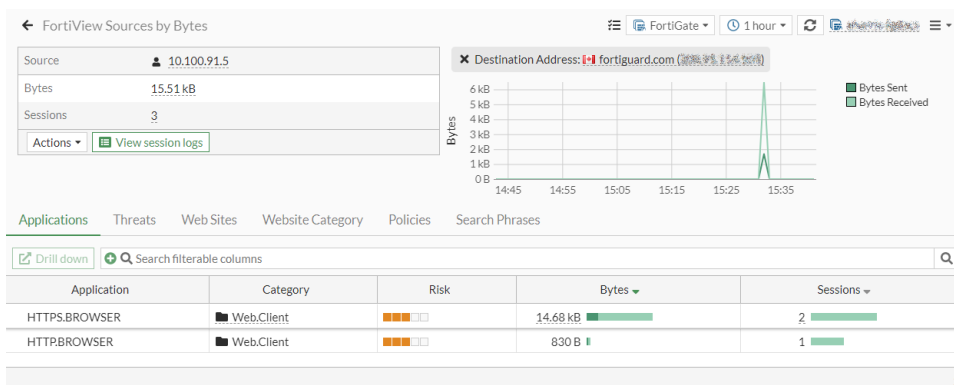 FortiView Sources by Bytes
FortiGate
1 hour
Source
10.100.91.5
Bytes
15.51 kB
Sessions
3
Actions
View session logs
Destination Address: fortiguard.com (
6 kB
5 kB
4 kB
3 kB
2 kB
1 kB
0 B
Bytes
14:45 14:55 15:05 15:15 15:25 15:35
Bytes Sent
Bytes Received
Applications Threats Web Sites Website Category Policies Search Phrases
Drill down
Search filterable columns
Application Category Risk Bytes Sessions
HTTPS.BROWSER Web.Client 14.68 kB 2
HTTP.BROWSER Web.Client 830 B 1